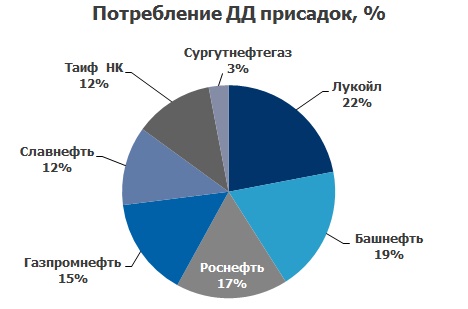 Потребление ДД присадок, %
Сургутнефтегаз
3%
Таиф НК
12%
Лукойл
22%
Славнефть
12%
Башнефть
19%
Газпромнефть
15%
Роснефть
17%